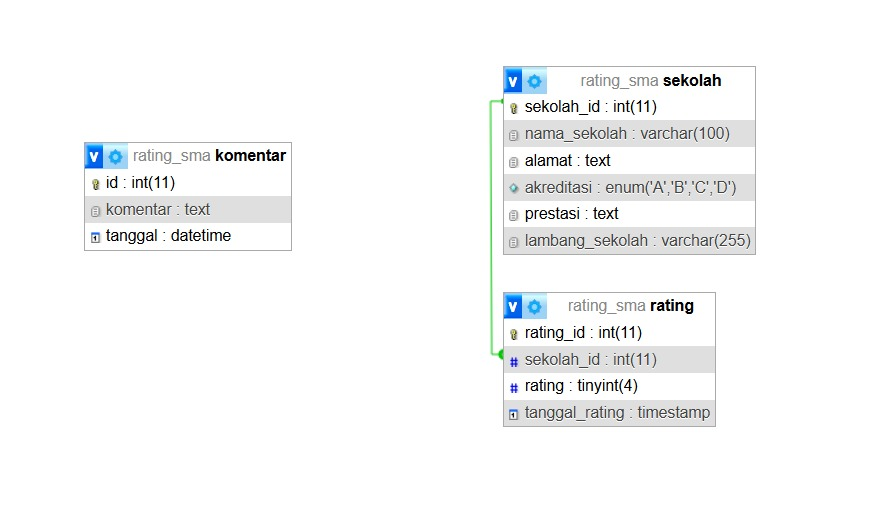 rating_sma komentar
id : int(11)
komentar : text
tanggal : datetime
rating_sma sekolah
sekolah_id : int(11)
nama_sekolah : varchar(100)
alamat : text
akreditasi : enum('A','B','C','D')
prestasi : text
lambang_sekolah : varchar(255)
rating_sma rating
rating_id : int(11)
sekolah_id : int(11)
rating : tinyint(4)
tanggal_rating : timestamp